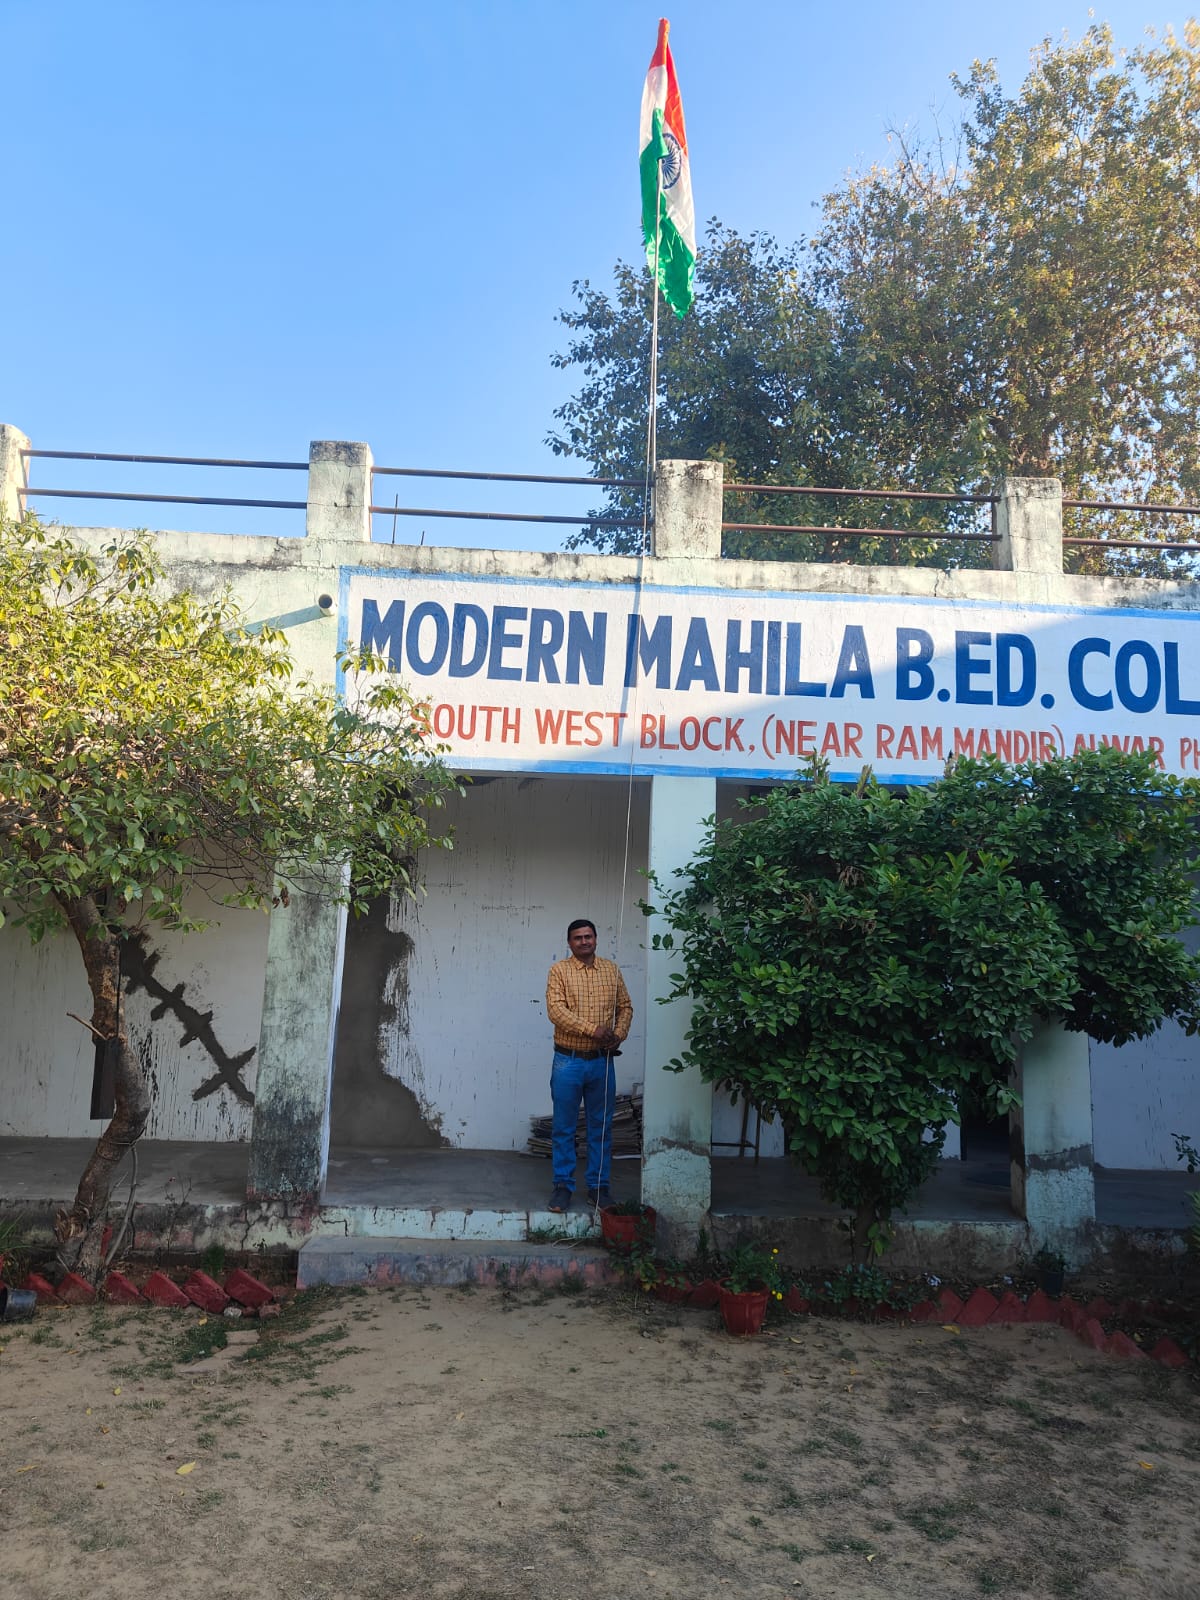 MODERN MAHILA B.ED. COL
SOUTH WEST BLOCK, (NEAR RAM MANDIR) ALWAR PH